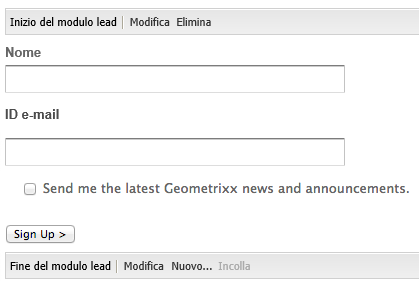 Inizio del modulo lead | Modifica Elimina
Nome
ID e-mail
Send me the latest Geometrixx news and announcements.
Sign Up >
Fine del modulo lead | Modifica Nuovo... Incolla